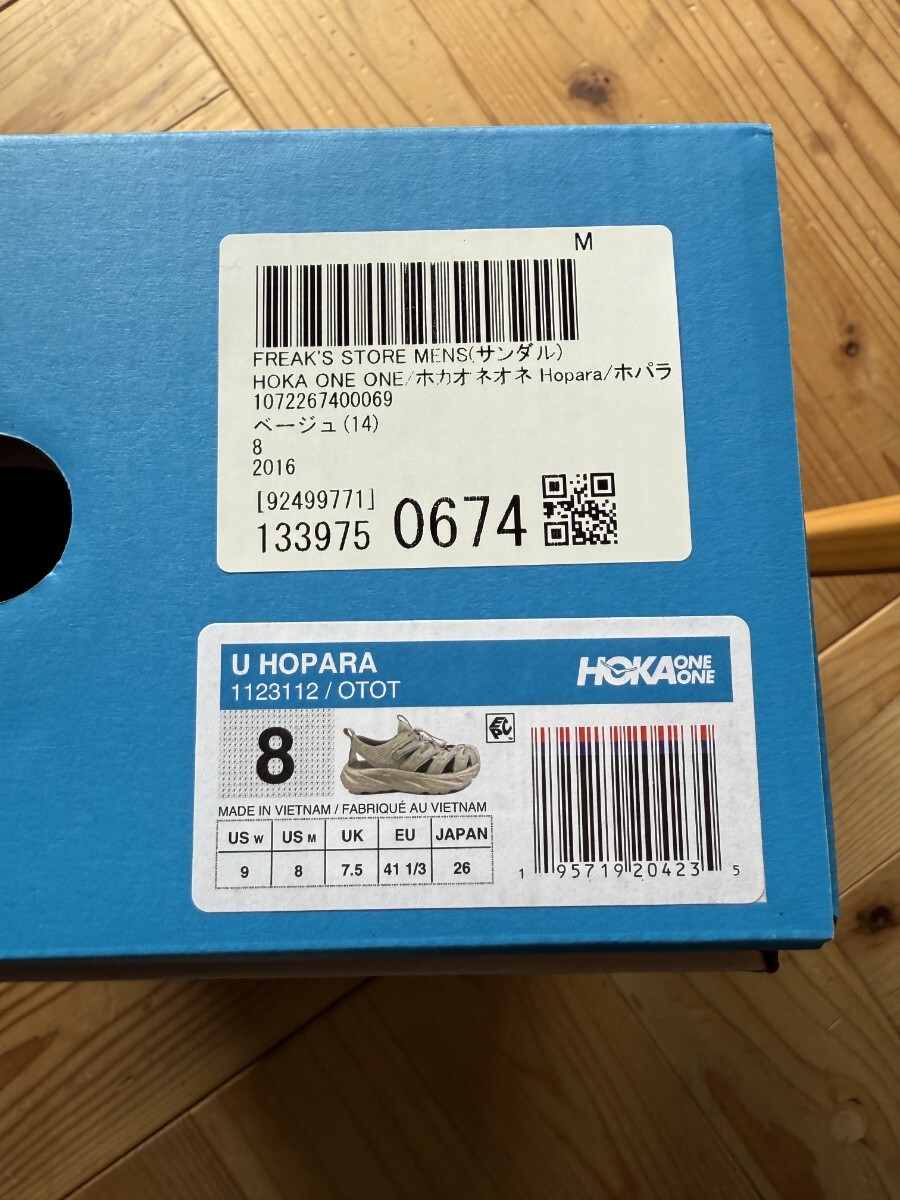 M
FREAK'S STORE MENS(サンダル)
HOKA ONE ONE/ホカオネオネ Hopara/ホパラ
1072267400069
ベージュ(14)
8
2016
[92499771]
133975 0674
U HOPARA
1123112 / OTOT
HOKA ONE ONE
8
EPC
MADE IN VIETNAM / FABRIQUÉ AU VIETNAM
US W US M UK EU JAPAN
9 8 7.5 41 1/3 26
1 95719 20423 5